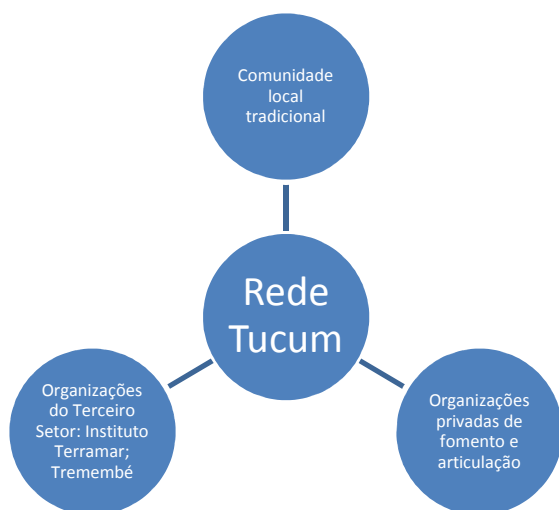 Comunidade
local
tradicional
Rede
Tucum
Organizações
do Terceiro
Setor: Instituto
Terramar;
Tremembé
Organizações
privadas de
fomento e
articulação